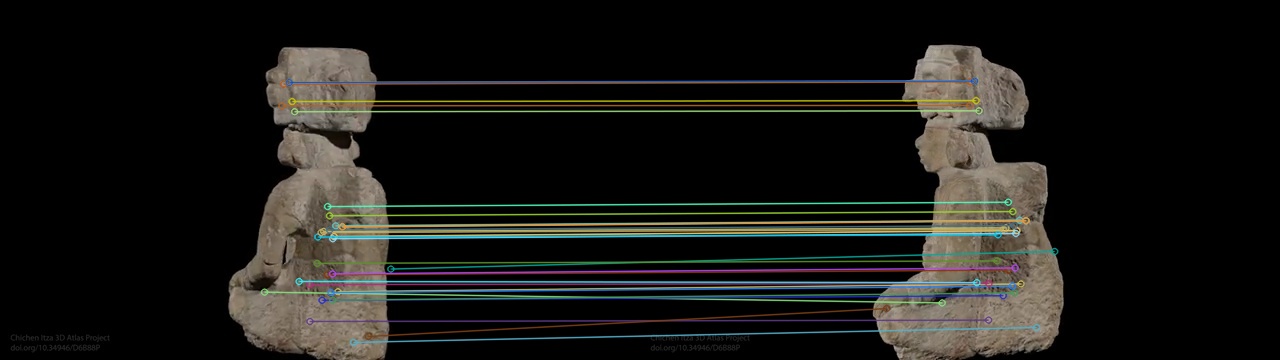 Chichen Itza 3D Atlas Project
doi.org/10.34946/D6B88P
Chichen Itza 3D Atlas Project
doi.org/10.34946/D6B88P